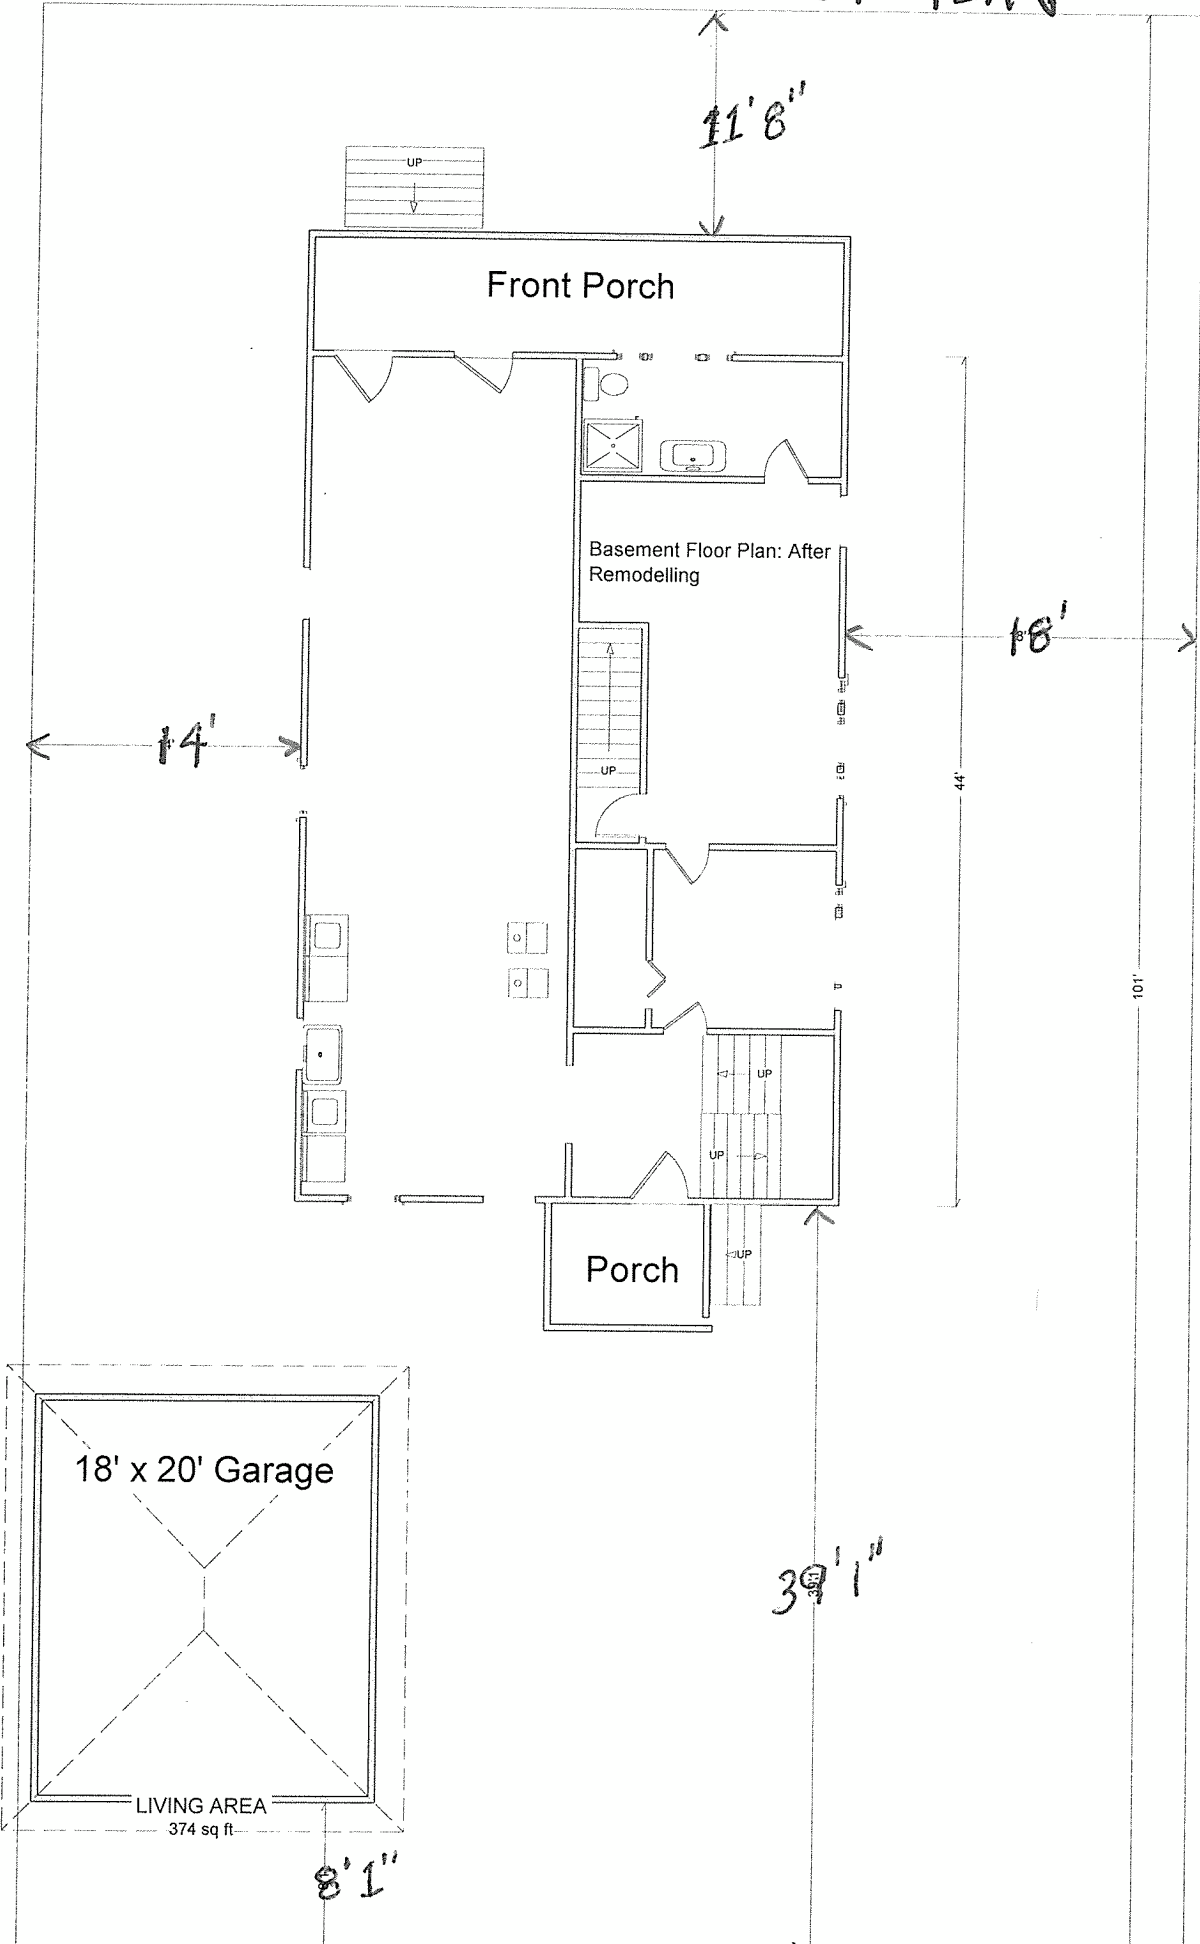 11' 8"
UP
Front Porch
Basement Floor Plan: After
Remodelling
18'
14'
UP
44'
101'
UP
UP
UP
Porch
18' x 20' Garage
39' 1"
LIVING AREA
374 sq ft
8' 1"